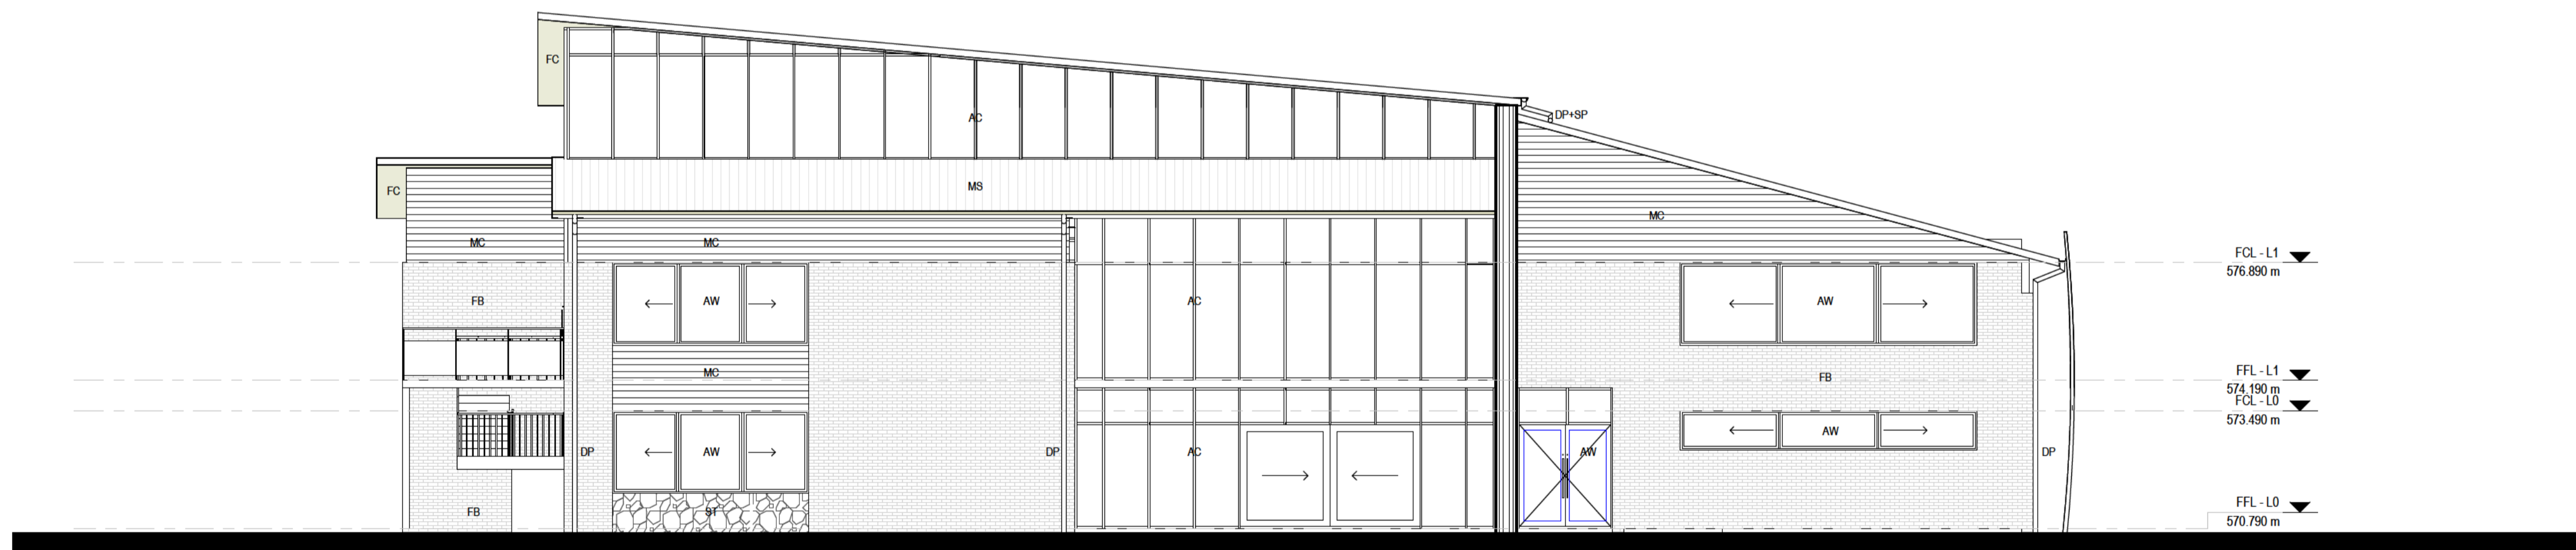 FC
AC
DP+SP
FC
MS
MC
MC
MC
FCL - L1
576.890 m
FB
AW
AC
AW
MC
FB
FFL - L1
574.190 m
FCL - L0
573.490 m
AW
DP
AW
DP
AC
AW
DP
FB
ST
FFL - L0
570.790 m